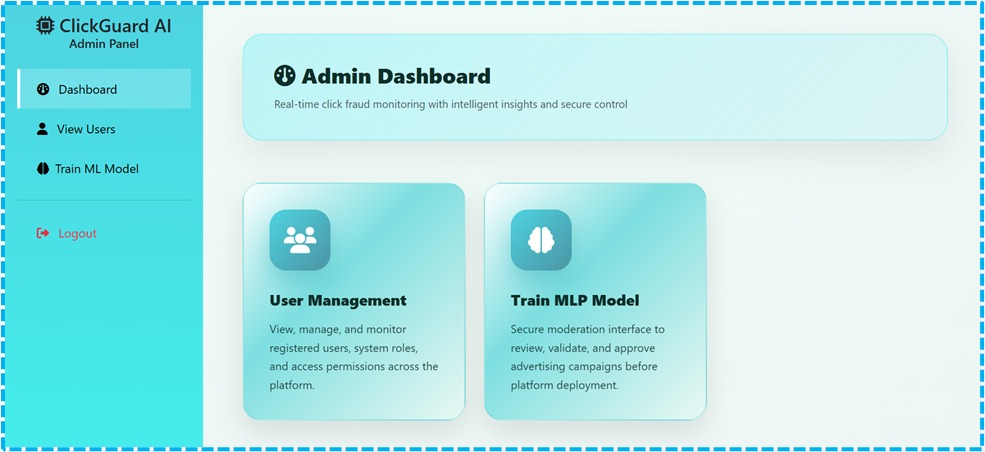 ClickGuard AI
Admin Panel
Dashboard
View Users
Train ML Model
Logout
Admin Dashboard
Real-time click fraud monitoring with intelligent insights and secure control
User Management
View, manage, and monitor
registered users, system roles,
and access permissions across the
platform.
Train MLP Model
Secure moderation interface to
review, validate, and approve
advertising campaigns before
platform deployment.